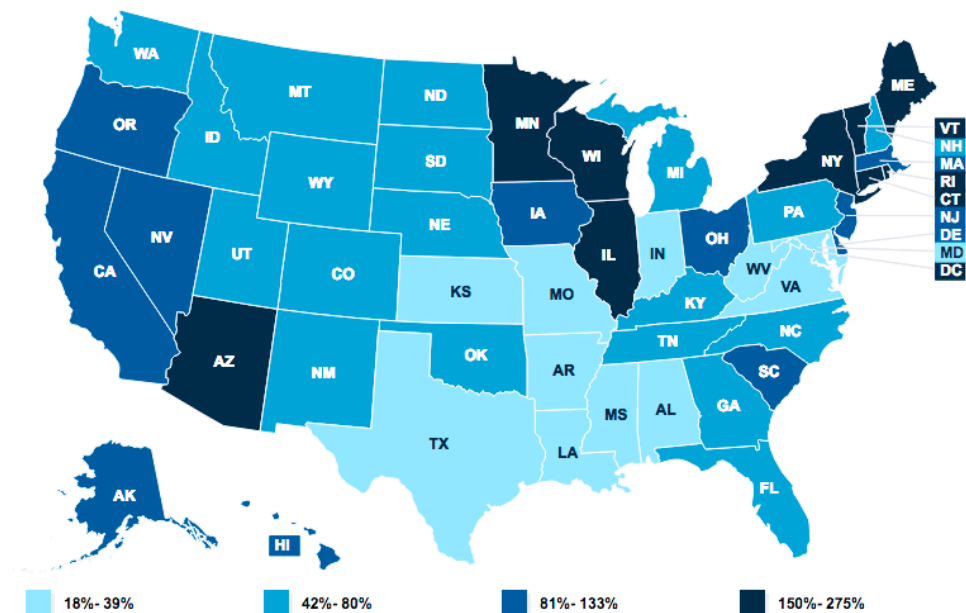 WA
MT
ND
MN
ME
OR
ID
SD
WI
VT
NH
MA
RI
CT
NJ
DE
MD
DC
NY
WY
MI
IA
NE
PA
NV
UT
CO
IL
IN
OH
CA
KS
MO
WV
VA
KY
AZ
NM
OK
TN
NC
AR
SC
TX
MS
AL
GA
LA
FL
AK
HI
18%- 39%
42%- 80%
81%- 133%
150%- 275%